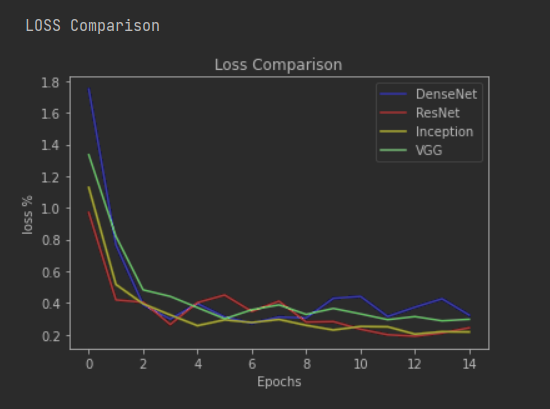 LOSS Comparison
Loss Comparison
DenseNet
ResNet
Inception
VGG
loss %
1.8
1.6
1.4
1.2
1.0
0.8
0.6
0.4
0.2
0 2 4 6 8 10 12 14
Epochs